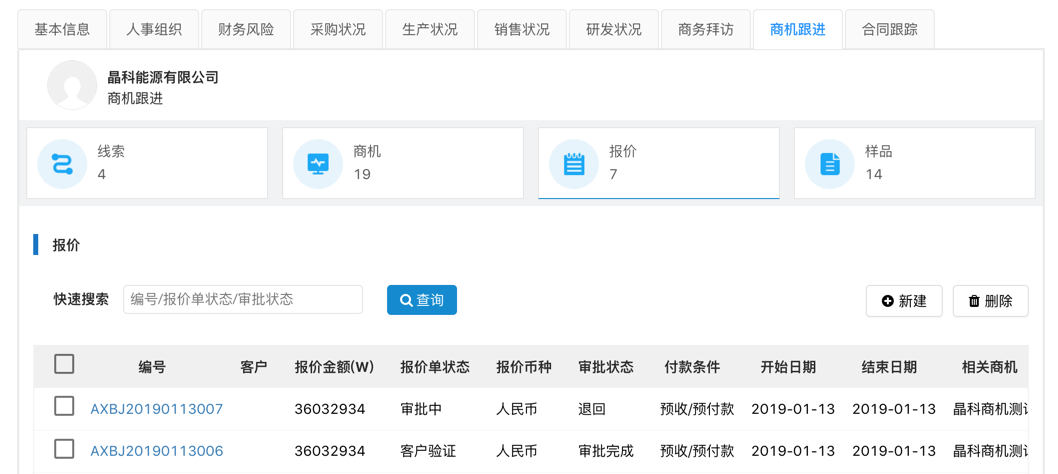 基本信息 人事组织 财务风险 采购状况 生产状况 销售状况 研发状况 商务拜访 商机跟进 合同跟踪
晶科能源有限公司
商机跟进
线索 商机 报价 样品
4 19 7 14
报价
快速搜索 编号/报价单状态/审批状态 查询 新建 删除
编号 客户 报价金额(W) 报价单状态 报价币种 审批状态 付款条件 开始日期 结束日期 相关商机
AXBJ20190113007 36032934 审批中 人民币 退回 预收/预付款 2019-01-13 2019-01-13 晶科商机测
AXBJ20190113006 36032934 客户验证 人民币 审批完成 预收/预付款 2019-01-13 2019-01-13 晶科商机测